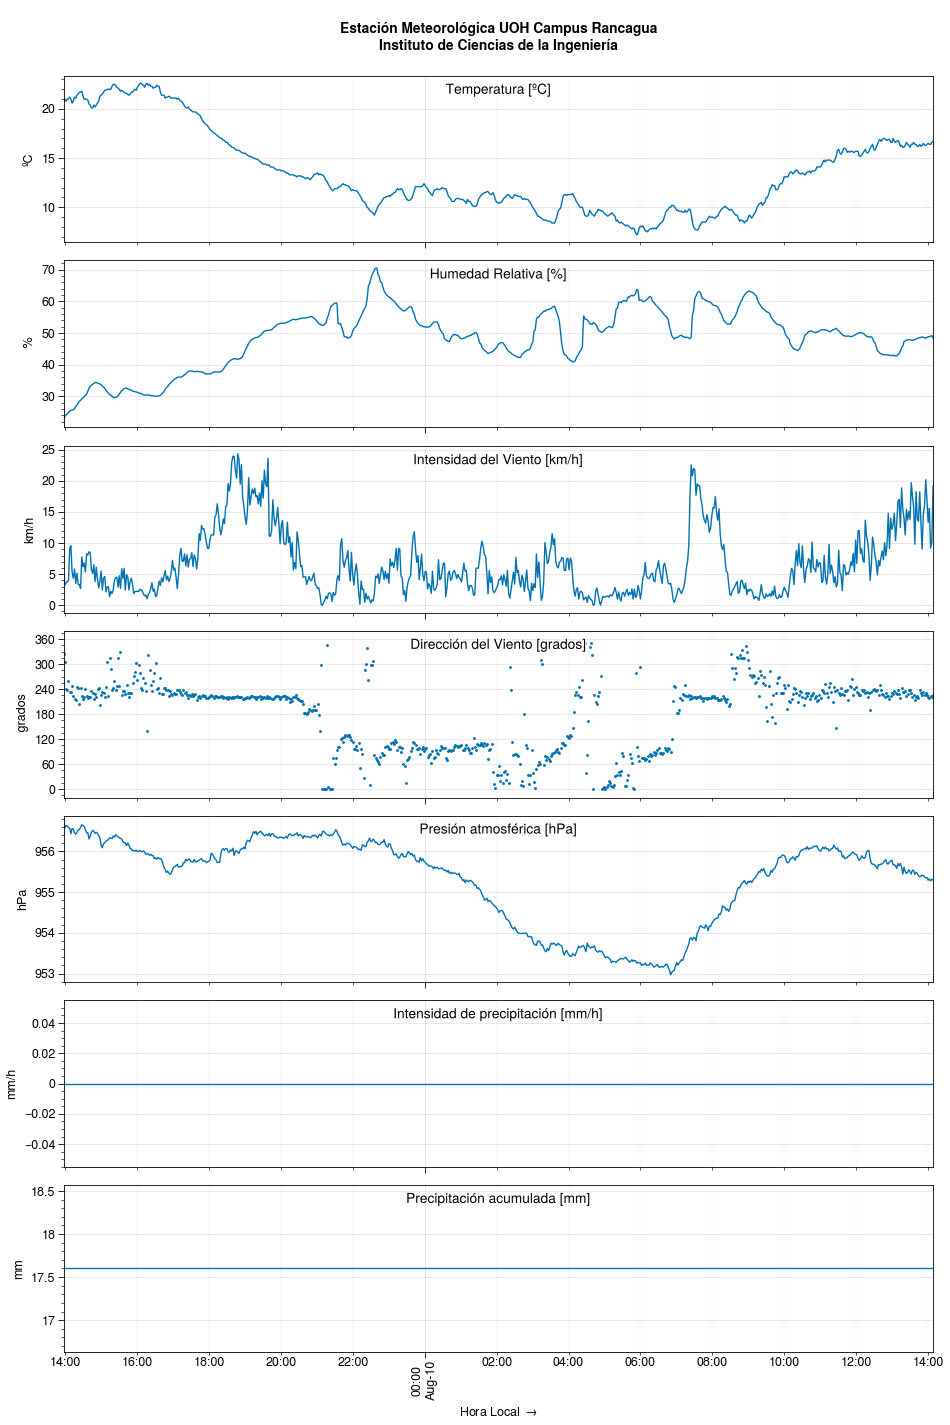 Estación Meteorológica UOH Campus Rancagua
Instituto de Ciencias de la Ingeniería
Temperatura [ºC]
20
15
10
ºC
Humedad Relativa [%]
70
60
50
40
30
%
Intensidad del Viento [km/h]
25
20
15
10
5
0
km/h
Dirección del Viento [grados]
360
300
240
180
120
60
0
grados
Presión atmosférica [hPa]
956
955
954
953
hPa
Intensidad de precipitación [mm/h]
0.04
0.02
0
−0.02
−0.04
mm/h
Precipitación acumulada [mm]
18.5
18
17.5
17
mm
14:00 16:00 18:00 20:00 22:00 00:00 02:00 04:00 06:00 08:00 10:00 12:00 14:00
Aug-10
Hora Local →